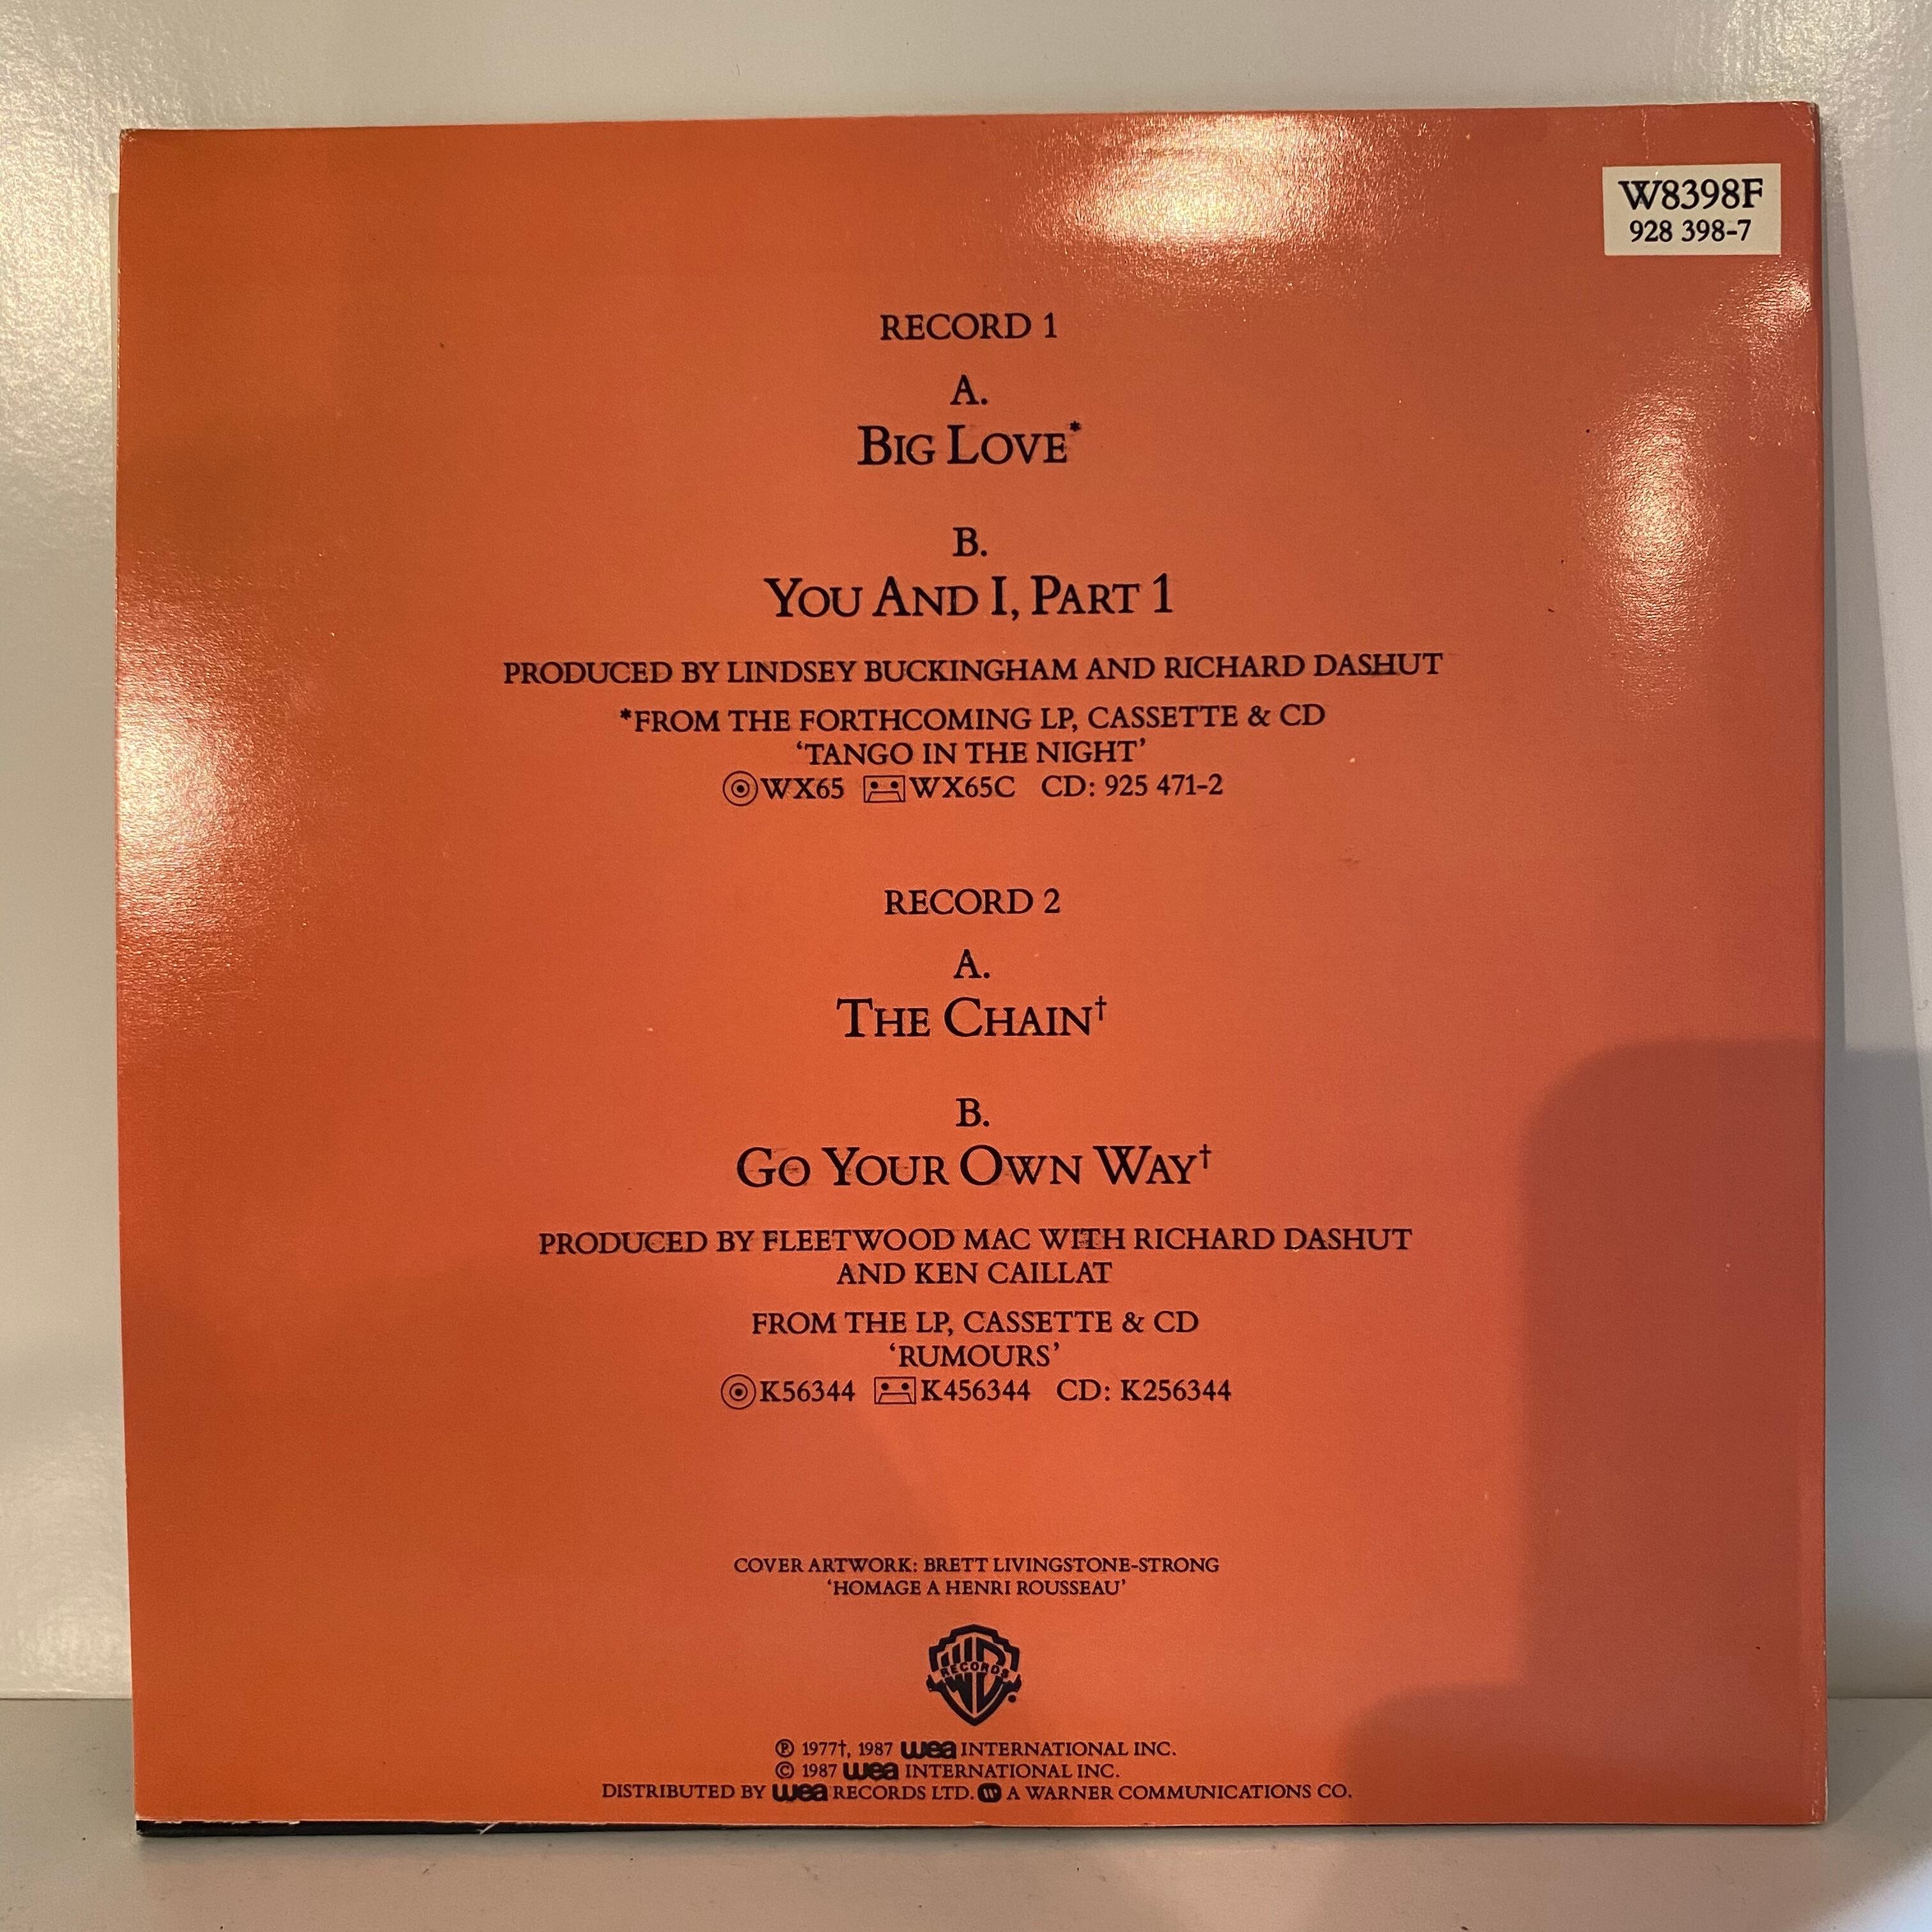 W8398F
928 398-7
RECORD 1
A.
BIG LOVE*
B.
YOU AND I, PART 1
PRODUCED BY LINDSEY BUCKINGHAM AND RICHARD DASHUT
*FROM THE FORTHCOMING LP, CASSETTE & CD
‘TANGO IN THE NIGHT’
WX65 WX65C CD: 925 471-2
RECORD 2
A.
THE CHAIN†
B.
GO YOUR OWN WAY†
PRODUCED BY FLEETWOOD MAC WITH RICHARD DASHUT
AND KEN CAILLAT
FROM THE LP, CASSETTE & CD
‘RUMOURS’
K56344 K456344 CD: K256344
COVER ARTWORK: BRETT LIVINGSTONE-STRONG
‘HOMAGE A HENRI ROUSSEAU’
WB
RECORDS
℗ 1977†, 1987 wea INTERNATIONAL INC.
© 1987 wea INTERNATIONAL INC.
DISTRIBUTED BY wea RECORDS LTD. A WARNER COMMUNICATIONS CO.